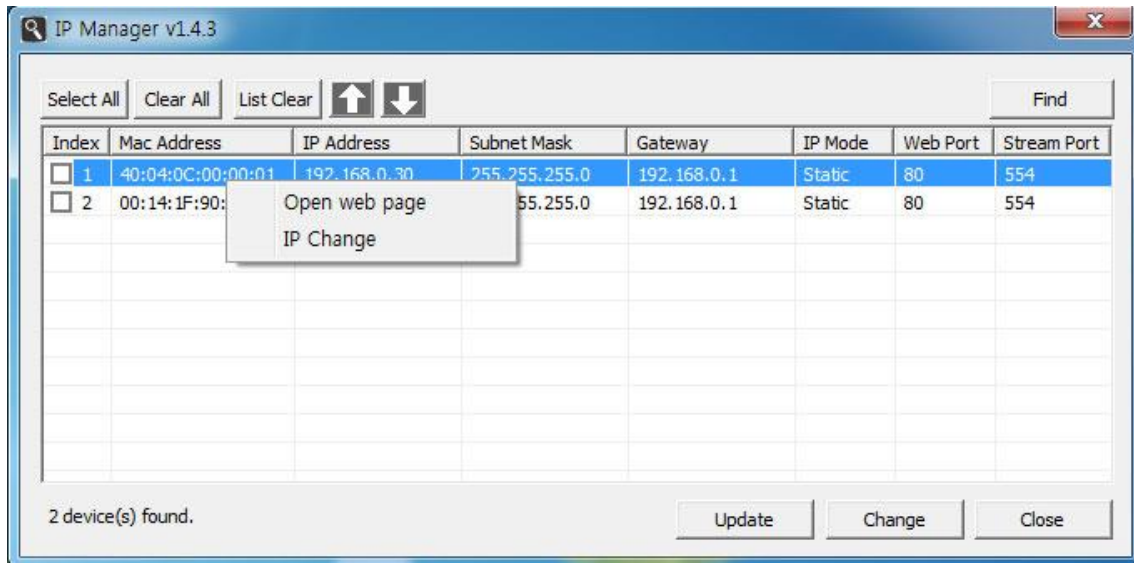 IP Manager v1.4.3
Select All Clear All List Clear Find
Index Mac Address IP Address Subnet Mask Gateway IP Mode Web Port Stream Port
1 40:04:0C:00:00:01 192.168.0.30 255.255.255.0 192.168.0.1 Static 80 554
2 00:14:1F:90: 55.255.0 192.168.0.1 Static 80 554
Open web page
IP Change
2 device(s) found. Update Change Close